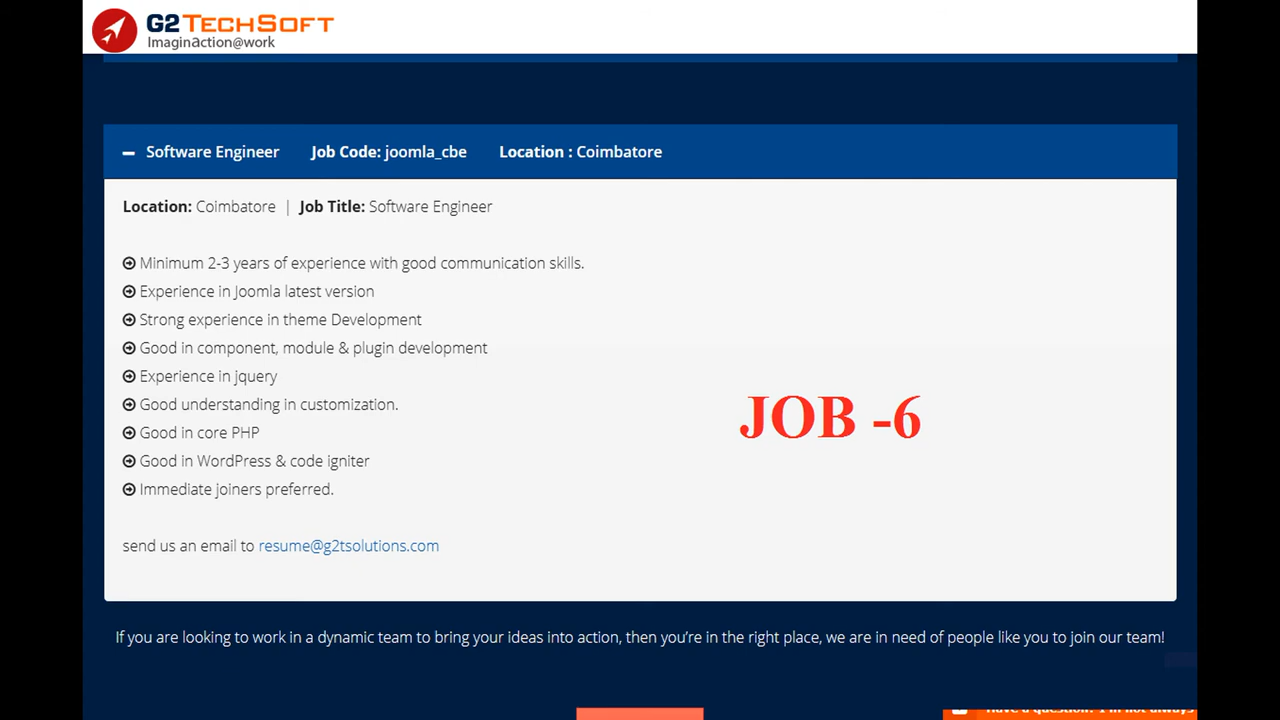 G2TECHSOFT
Imaginaction@work
Software Engineer Job Code: joomla_cbe Location : Coimbatore
Location: Coimbatore | Job Title: Software Engineer
Minimum 2-3 years of experience with good communication skills.
Experience in Joomla latest version
Strong experience in theme Development
Good in component, module & plugin development
Experience in jquery
Good understanding in customization.
Good in core PHP
Good in WordPress & code igniter
Immediate joiners preferred.
JOB -6
send us an email to resume@g2tsolutions.com
If you are looking to work in a dynamic team to bring your ideas into action, then you’re in the right place, we are in need of people like you to join our team!
Have a question? I'm not always